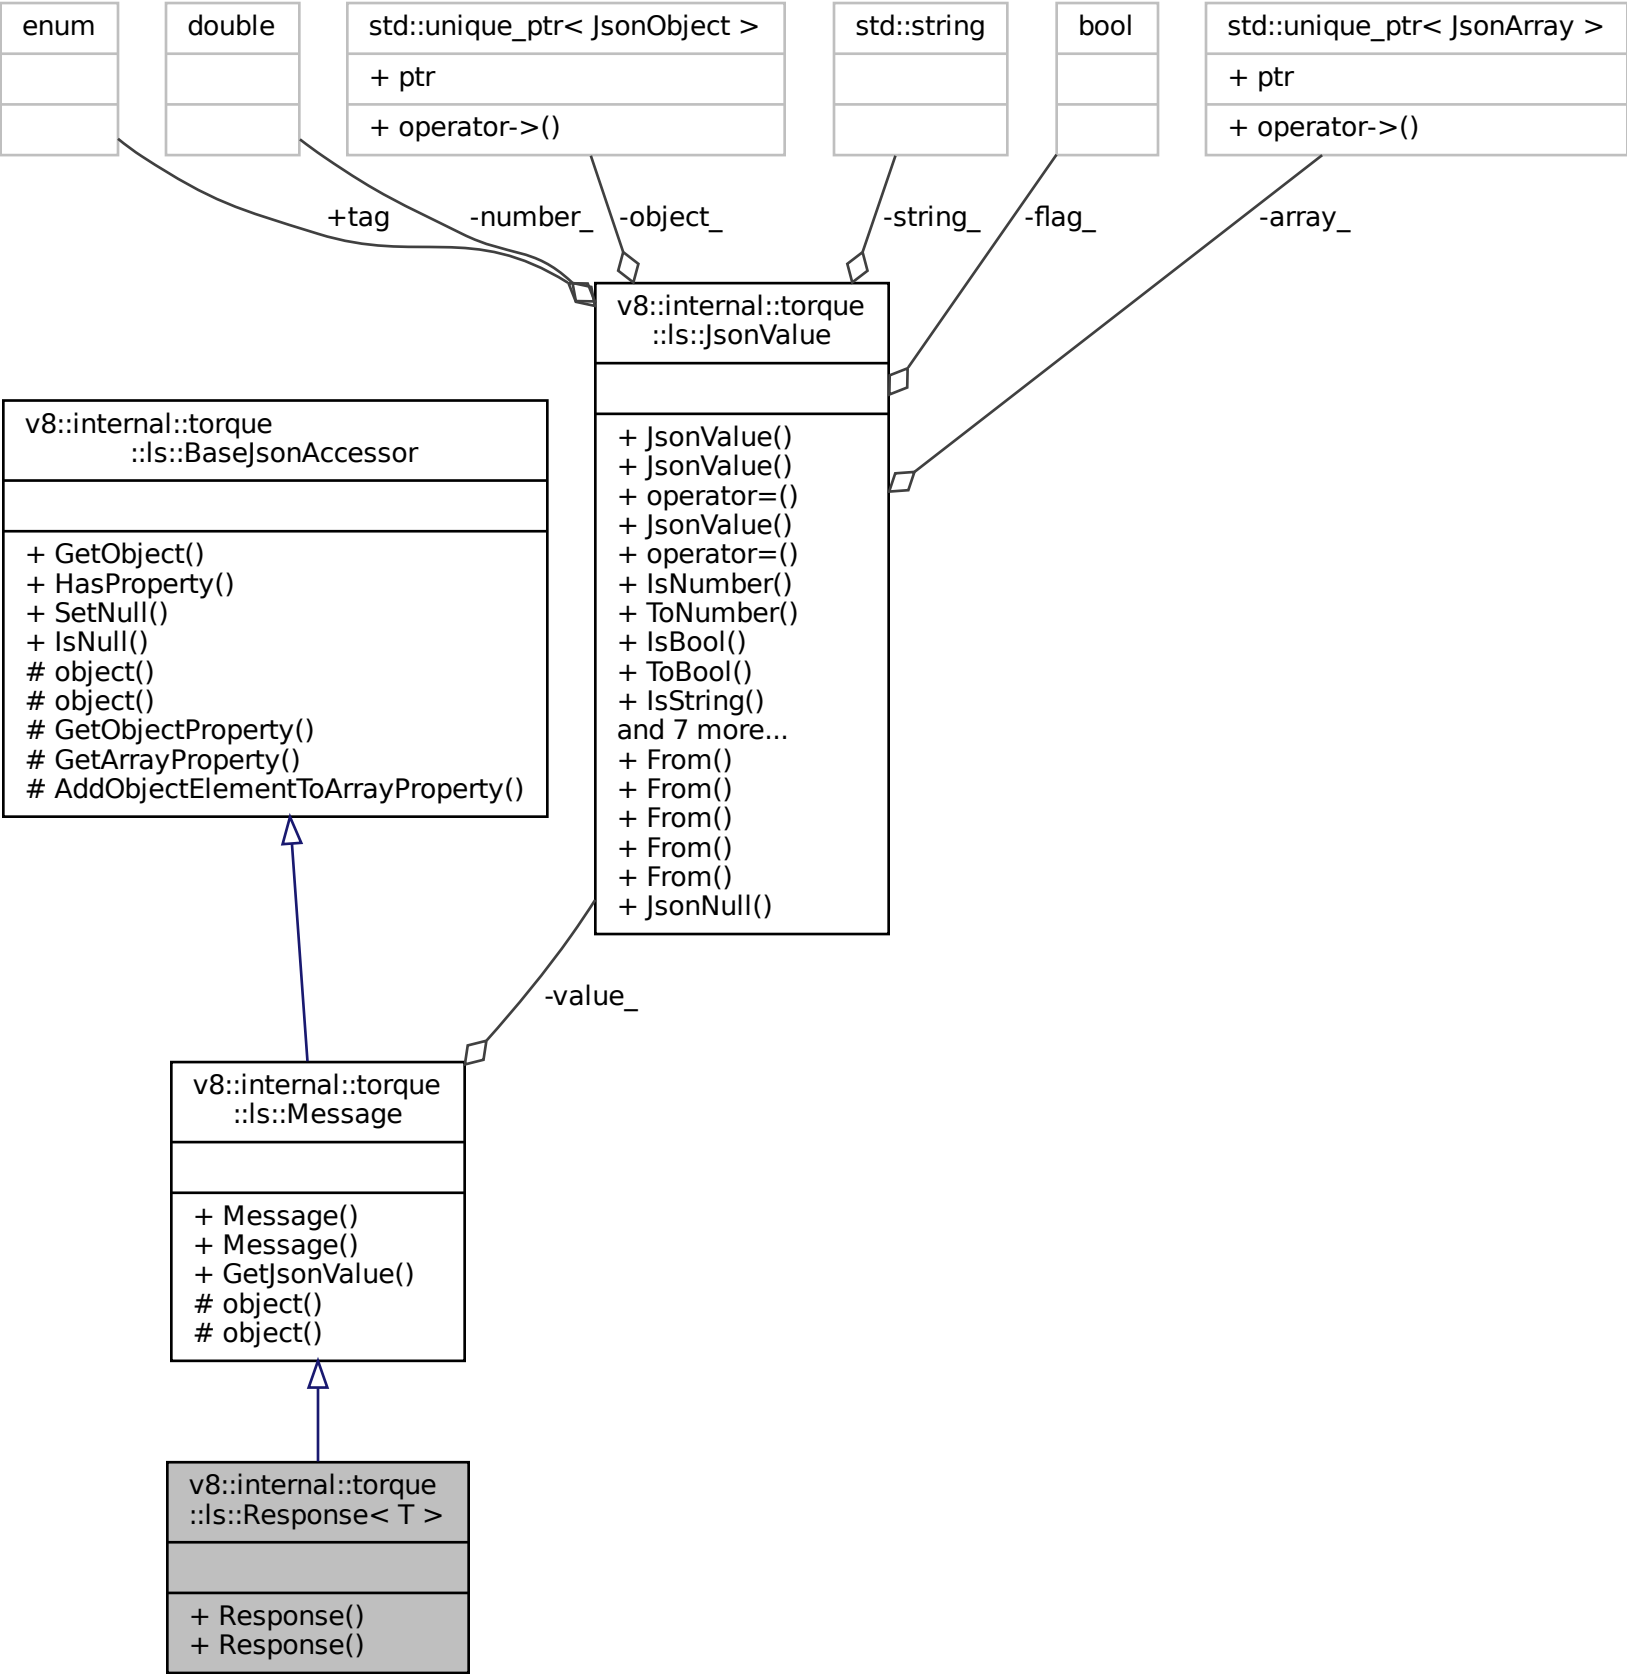 enum
double
std::unique_ptr< JsonObject >
+ ptr
+ operator->()
std::string
bool
std::unique_ptr< JsonArray >
+ ptr
+ operator->()
+tag
-number_
-object_
-string_
-flag_
-array_
v8::internal::torque
::ls::JsonValue
+ JsonValue()
+ JsonValue()
+ operator=()
+ JsonValue()
+ operator=()
+ IsNumber()
+ ToNumber()
+ IsBool()
+ ToBool()
+ IsString()
and 7 more...
+ From()
+ From()
+ From()
+ From()
+ From()
+ JsonNull()
v8::internal::torque
::ls::BaseJsonAccessor
+ GetObject()
+ HasProperty()
+ SetNull()
+ IsNull()
# object()
# object()
# GetObjectProperty()
# GetArrayProperty()
# AddObjectElementToArrayProperty()
-value_
v8::internal::torque
::ls::Message
+ Message()
+ Message()
+ GetJsonValue()
# object()
# object()
v8::internal::torque
::ls::Response< T >
+ Response()
+ Response()